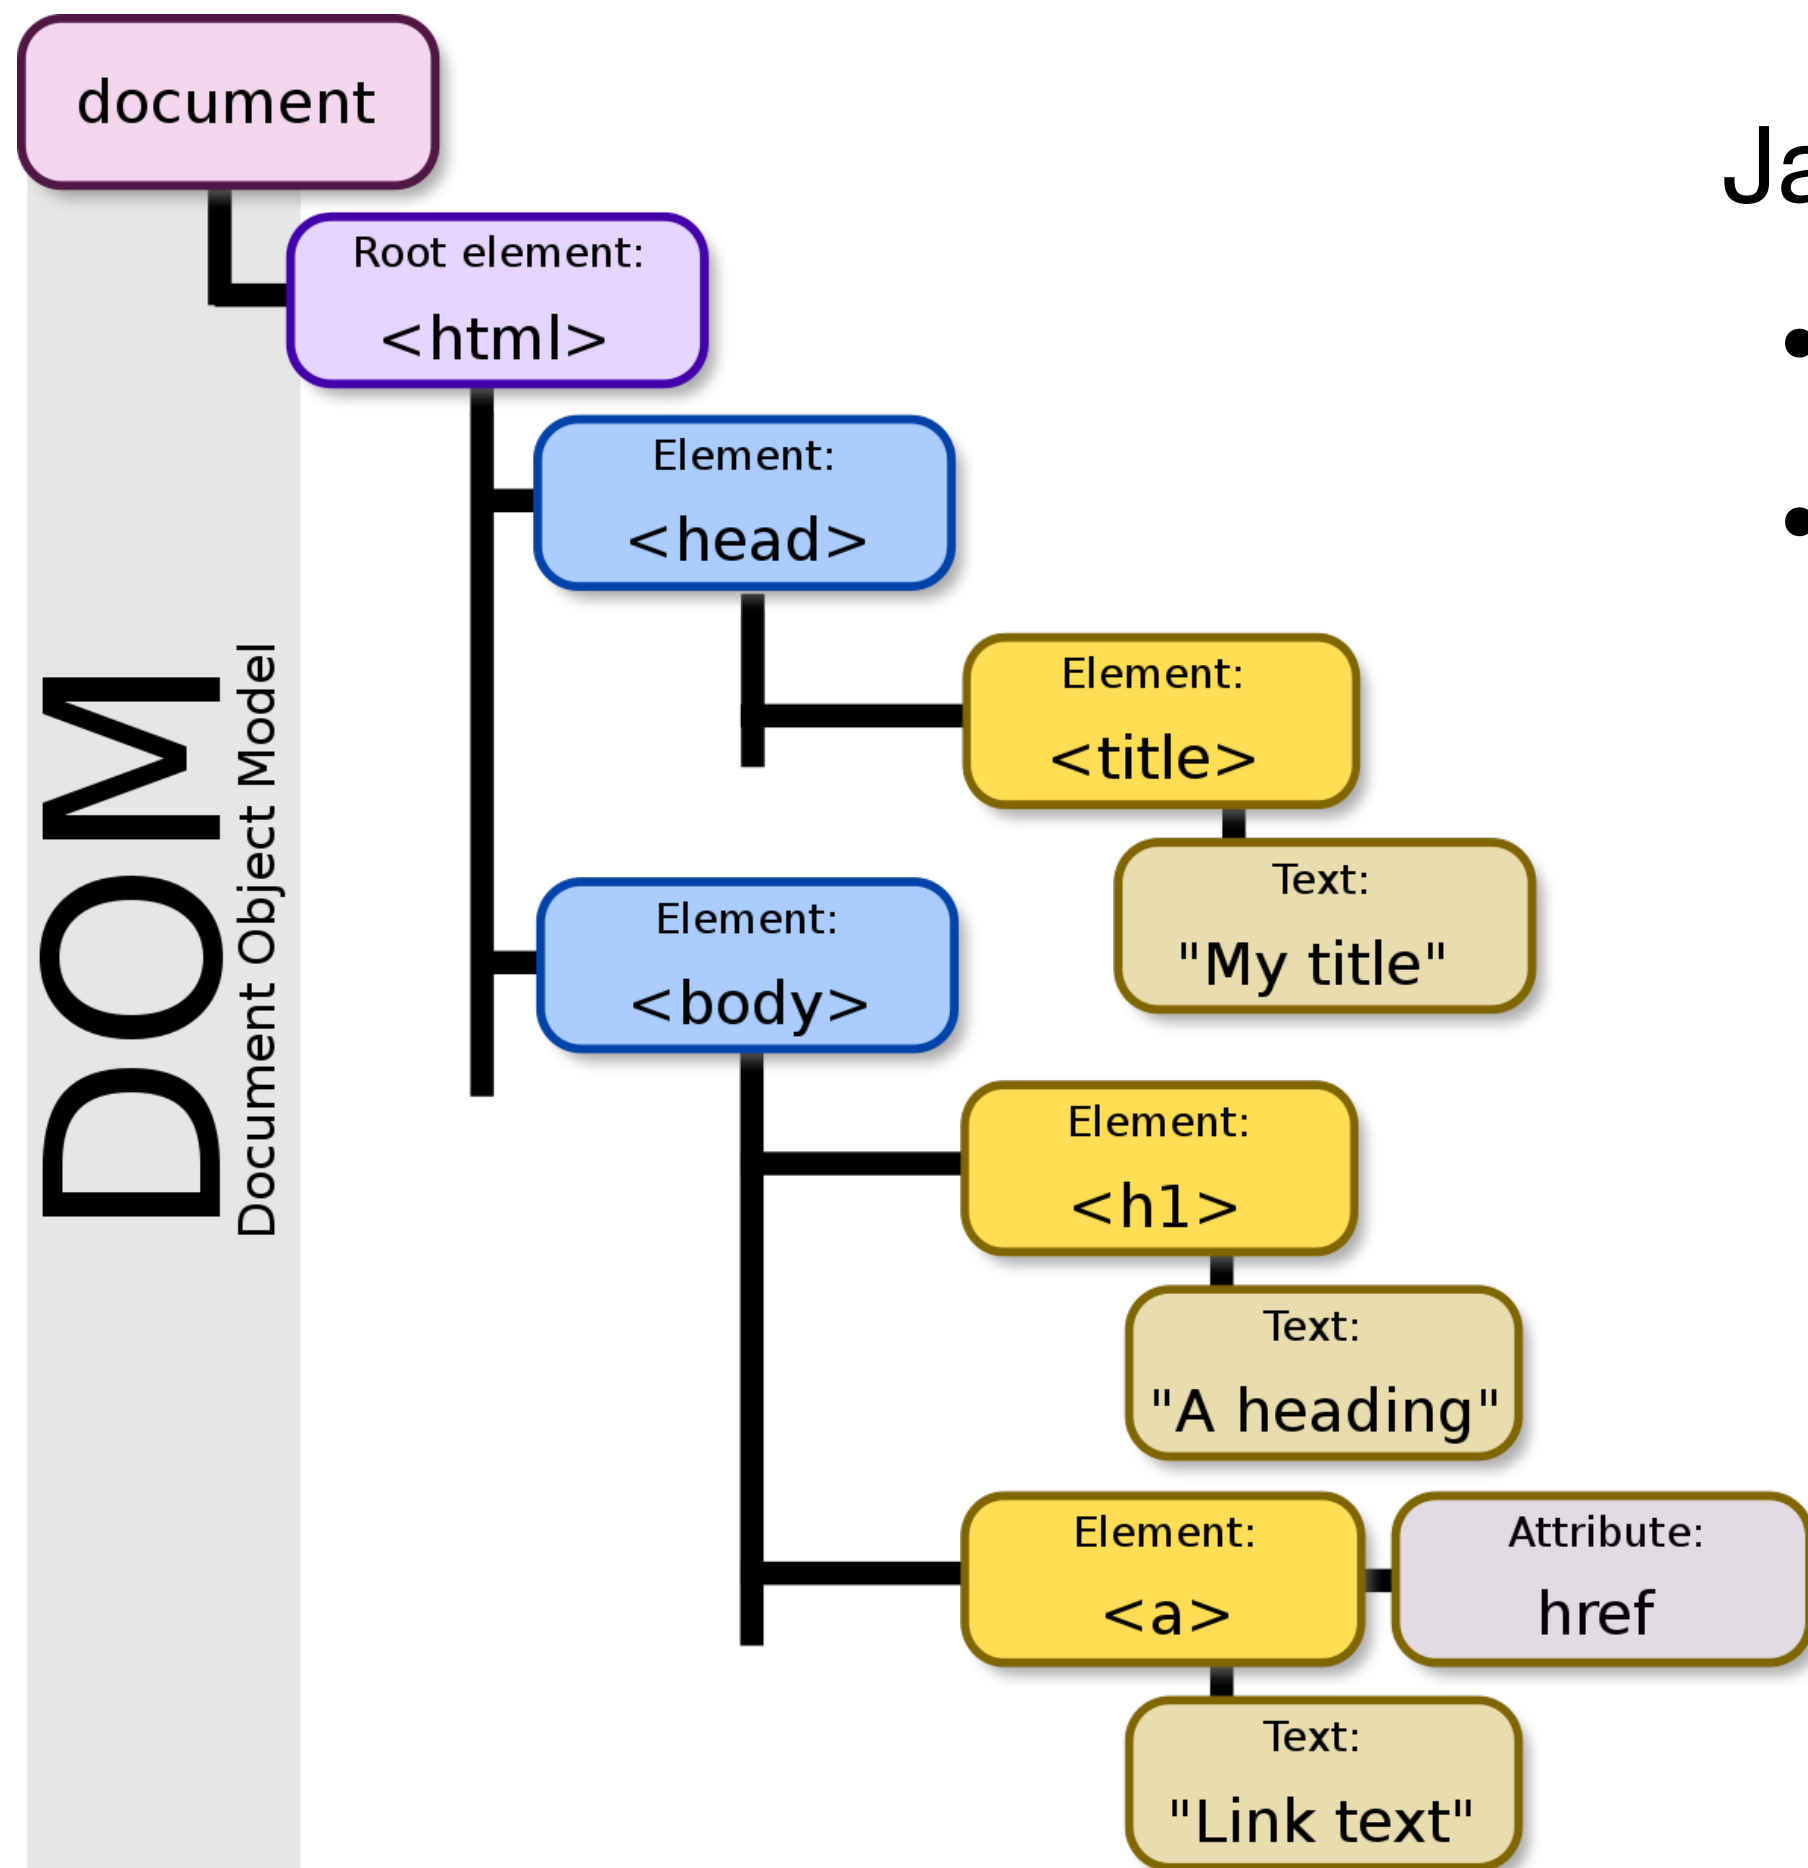 document
Ja
Root element:
<html>
Element:
<head>
Element:
<title>
Text:
"My title"
Element:
<body>
Element:
<h1>
Text:
"A heading"
Element:
<a>
Attribute:
href
Text:
"Link text"
DOM
Document Object Model